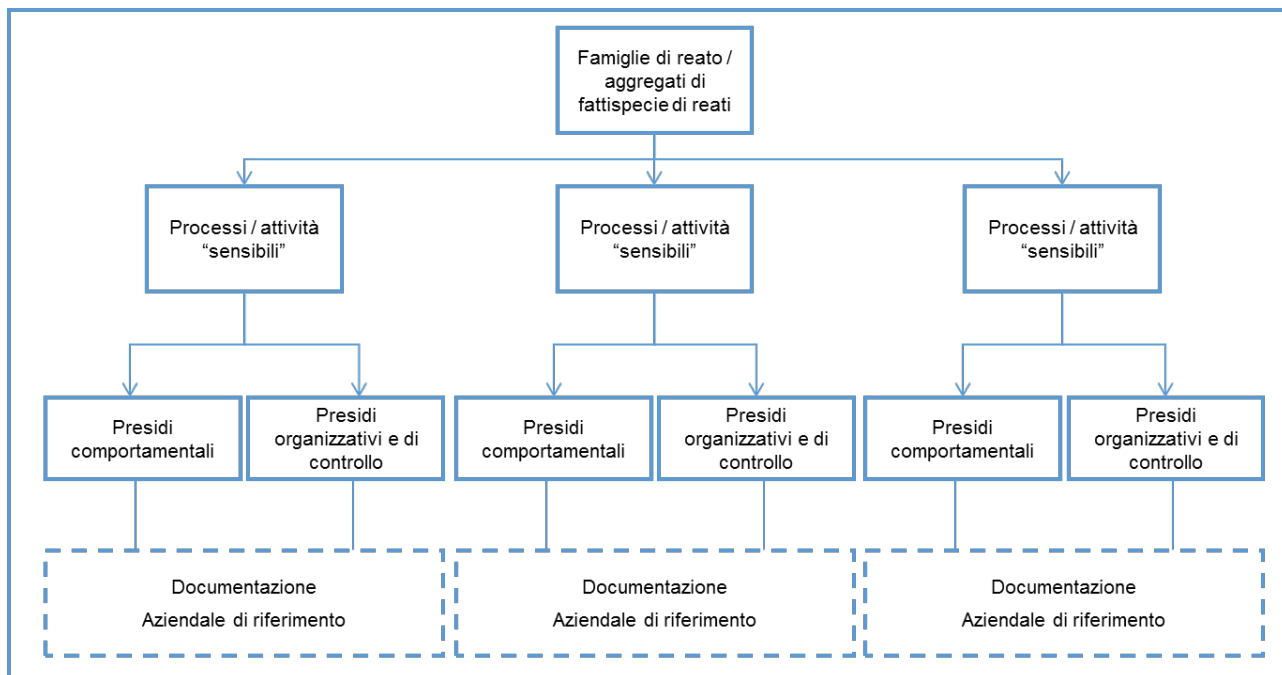 Famiglie di reato /
aggregati di
fattispecie di reati
Processi / attività
“sensibili”
Processi / attività
“sensibili”
Processi / attività
“sensibili”
Presidi
comportamentali
Presidi
organizzativi e di
controllo
Presidi
comportamentali
Presidi
organizzativi e di
controllo
Presidi
comportamentali
Presidi
organizzativi e di
controllo
Documentazione
Aziendale di riferimento
Documentazione
Aziendale di riferimento
Documentazione
Aziendale di riferimento